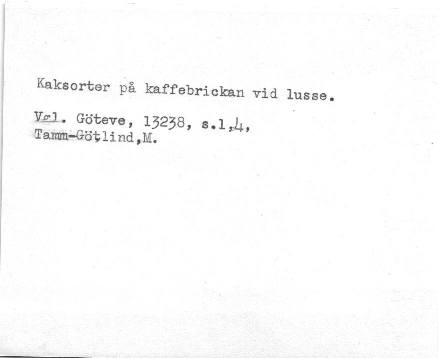 Kaksorter på kaffebrickan vid lusse.
Vgl. Göteve, 13238, s.1,4,
Tamm-Götlind,M.